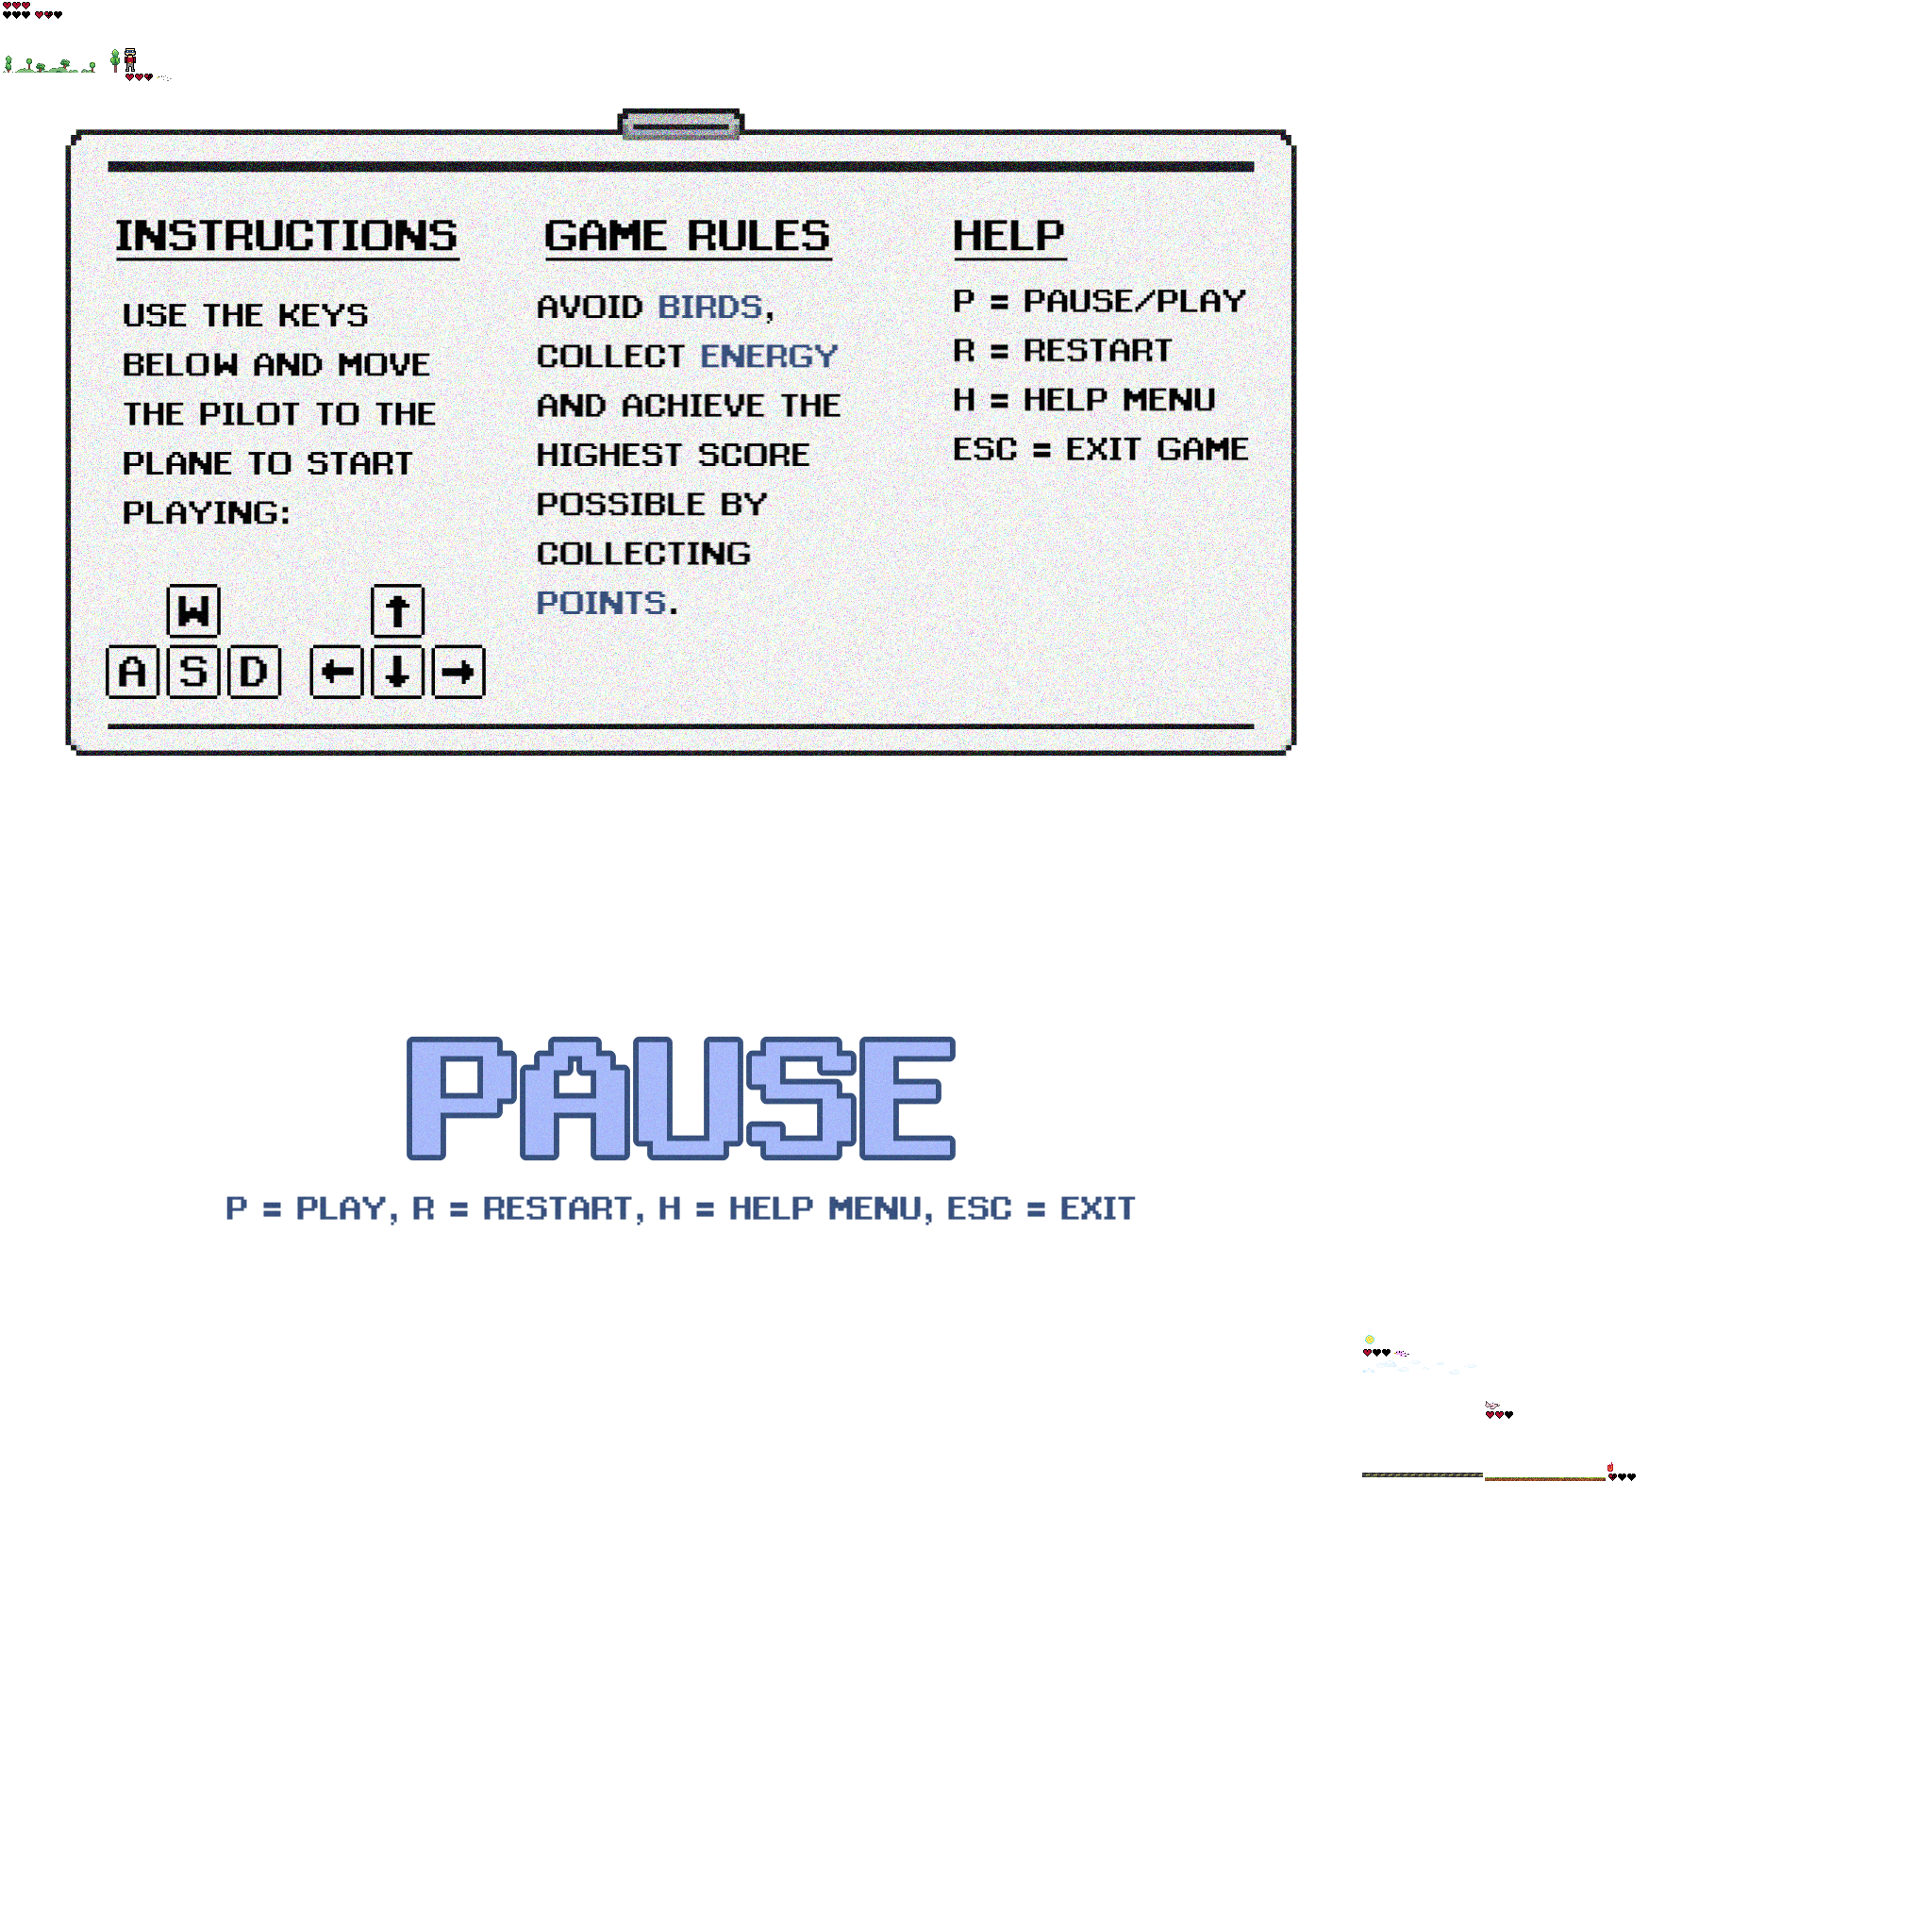 INSTRUCTIONS
USE THE KEYS
BELOW AND MOVE
THE PILOT TO THE
PLANE TO START
PLAYING:
W
A S D
↑
← ↓ →
GAME RULES
AVOID BIRDS,
COLLECT ENERGY
AND ACHIEVE THE
HIGHEST SCORE
POSSIBLE BY
COLLECTING
POINTS.
HELP
P = PAUSE/PLAY
R = RESTART
H = HELP MENU
ESC = EXIT GAME
PAUSE
P = PLAY, R = RESTART, H = HELP MENU, ESC = EXIT